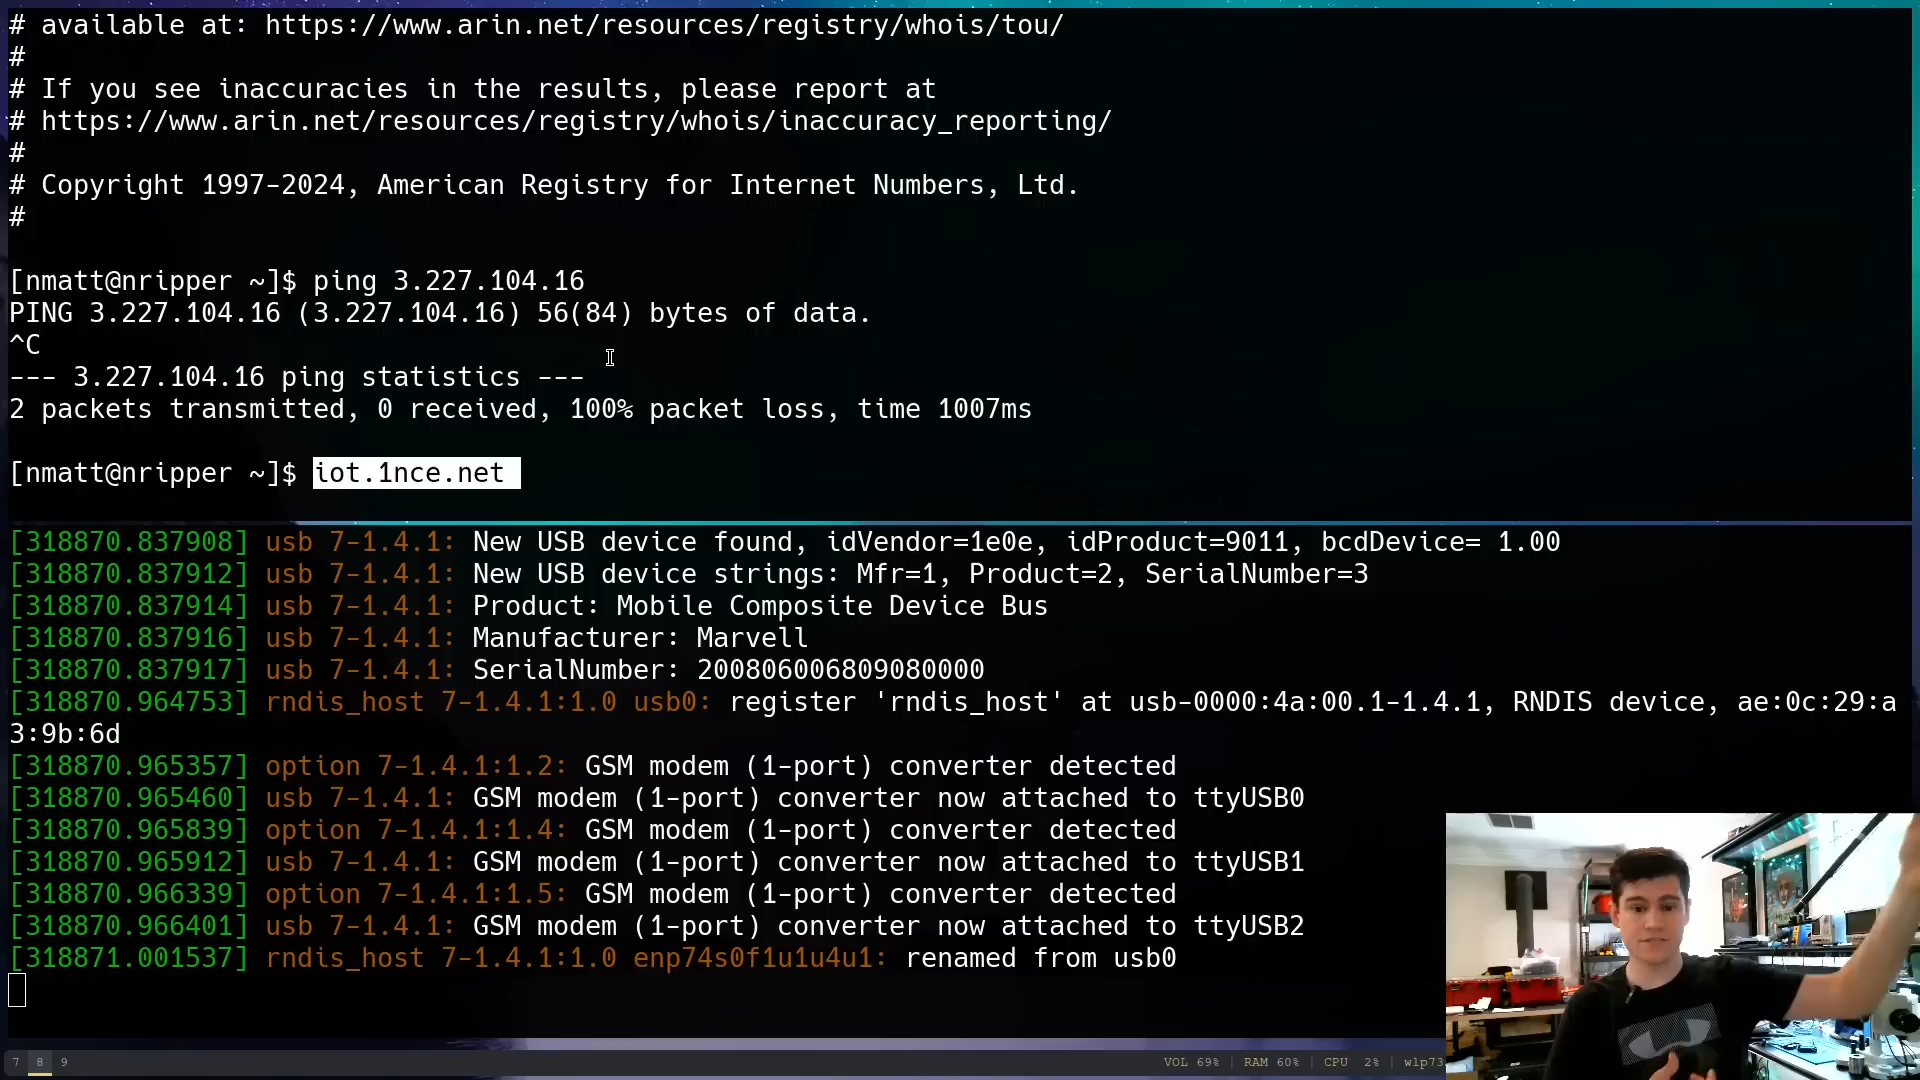 # available at: https://www.arin.net/resources/registry/whois/tou/
#
# If you see inaccuracies in the results, please report at
# https://www.arin.net/resources/registry/whois/inaccuracy_reporting/
#
# Copyright 1997-2024, American Registry for Internet Numbers, Ltd.
#
[nmatt@nripper ~]$ ping 3.227.104.16
PING 3.227.104.16 (3.227.104.16) 56(84) bytes of data.
^C
--- 3.227.104.16 ping statistics ---
2 packets transmitted, 0 received, 100% packet loss, time 1007ms
[nmatt@nripper ~]$ iot.1nce.net
[318870.837908] usb 7-1.4.1: New USB device found, idVendor=1e0e, idProduct=9011, bcdDevice= 1.00
[318870.837912] usb 7-1.4.1: New USB device strings: Mfr=1, Product=2, SerialNumber=3
[318870.837914] usb 7-1.4.1: Product: Mobile Composite Device Bus
[318870.837916] usb 7-1.4.1: Manufacturer: Marvell
[318870.837917] usb 7-1.4.1: SerialNumber: 200806006809080000
[318870.964753] rndis_host 7-1.4.1:1.0 usb0: register 'rndis_host' at usb-0000:4a:00.1-1.4.1, RNDIS device, ae:0c:29:a
3:9b:6d
[318870.965357] option 7-1.4.1:1.2: GSM modem (1-port) converter detected
[318870.965460] usb 7-1.4.1: GSM modem (1-port) converter now attached to ttyUSB0
[318870.965839] option 7-1.4.1:1.4: GSM modem (1-port) converter detected
[318870.965912] usb 7-1.4.1: GSM modem (1-port) converter now attached to ttyUSB1
[318870.966339] option 7-1.4.1:1.5: GSM modem (1-port) converter detected
[318870.966401] usb 7-1.4.1: GSM modem (1-port) converter now attached to ttyUSB2
[318871.001537] rndis_host 7-1.4.1:1.0 enp74s0f1u1u4u1: renamed from usb0
7 8 9 VOL 69% | RAM 60% | CPU 2% | wlp73